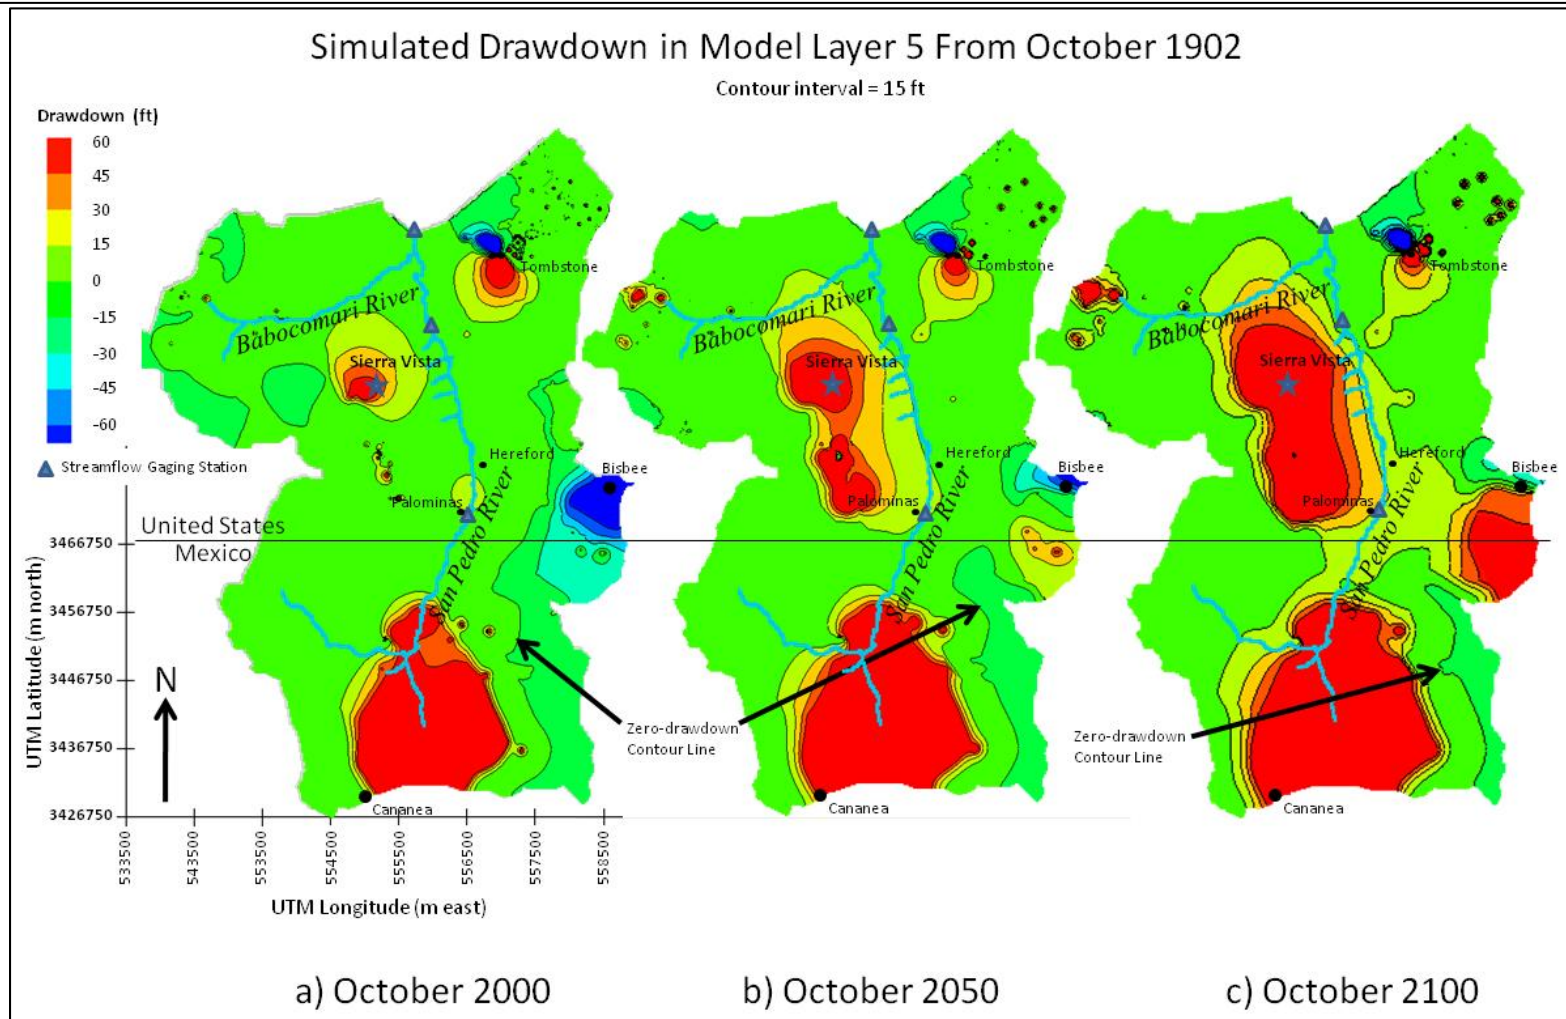 Simulated Drawdown in Model Layer 5 From October 1902
Contour interval = 15 ft
Drawdown (ft)
60
45
30
15
0
-15
-30
-45
-60
Streamflow Gaging Station
Tombstone
Babocomari River
Sierra Vista
Hereford
Bisbee
Palominas
San Pedro River
Cananea
Tombstone
Babocomari River
Sierra Vista
Hereford
Bisbee
Palominas
San Pedro River
Cananea
Tombstone
Babocomari River
Sierra Vista
Hereford
Bisbee
Palominas
San Pedro River
Cananea
United States
Mexico
N
Zero-drawdown
Contour Line
Zero-drawdown
Contour Line
UTM Latitude (m north)
3466750
3456750
3446750
3436750
3426750
533500
543500
553500
554500
555500
556500
557500
558500
UTM Longitude (m east)
a) October 2000
b) October 2050
c) October 2100